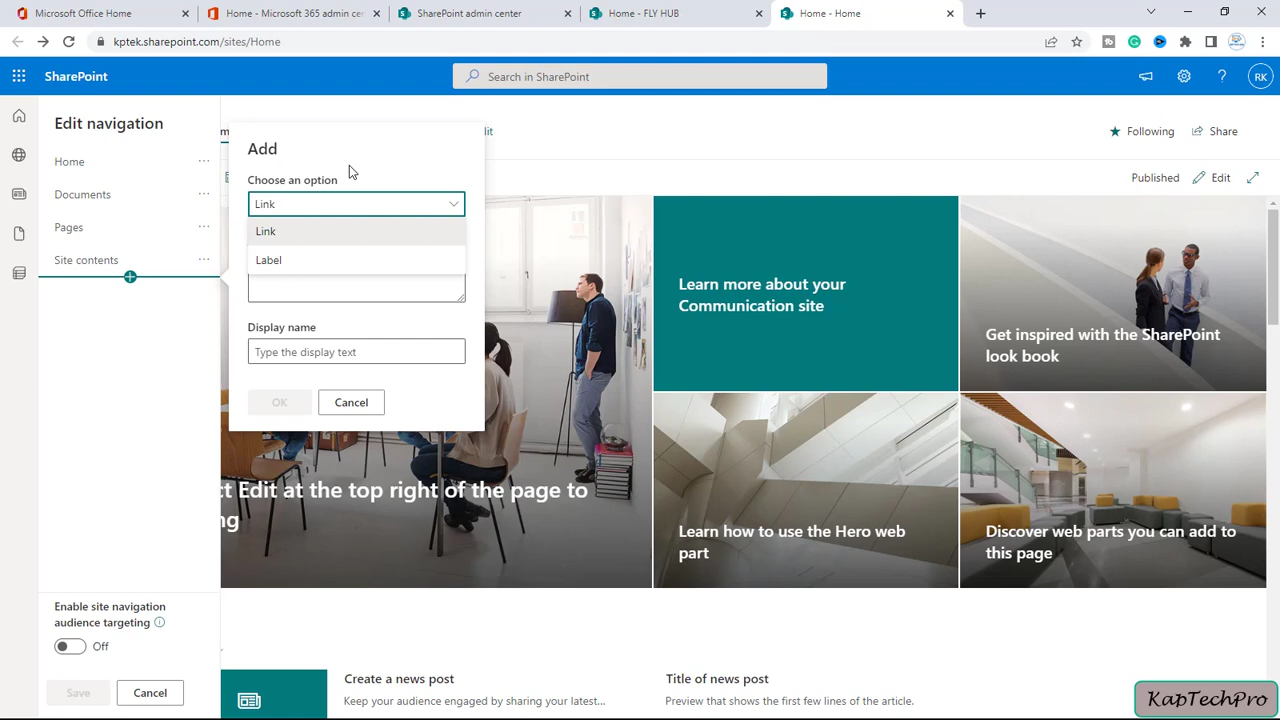 Microsoft Office Home
Home - Microsoft 365 admin cen
SharePoint admin center
Home - FLY HUB
Home - Home
kptek.sharepoint.com/sites/Home
SharePoint
Search in SharePoint
RK
Edit navigation
Home
Documents
Pages
Site contents
Add
Choose an option
Link
Link
Label
Display name
Type the display text
OK
Cancel
dit
Following
Share
Published
Edit
Learn more about your
Communication site
Get inspired with the SharePoint
look book
ct Edit at the top right of the page to
ng
Learn how to use the Hero web
part
Discover web parts you can add to
this page
Enable site navigation
audience targeting
Off
Save
Cancel
Create a news post
Keep your audience engaged by sharing your latest...
Title of news post
Preview that shows the first few lines of the article.
KapTechPro